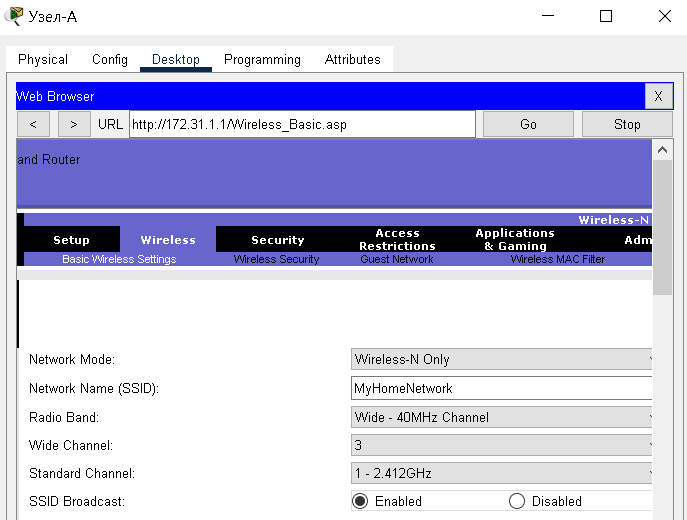 Узел-A
Physical Config Desktop Programming Attributes
Web Browser X
< > URL http://172.31.1.1/Wireless_Basic.asp Go Stop
and Router
Wireless-N
Setup Wireless Security Access Restrictions Applications & Gaming Adm
Basic Wireless Settings Wireless Security Guest Network Wireless MAC Filter
Network Mode: Wireless-N Only
Network Name (SSID): MyHomeNetwork
Radio Band: Wide - 40MHz Channel
Wide Channel: 3
Standard Channel: 1 - 2.412GHz
SSID Broadcast: Enabled Disabled